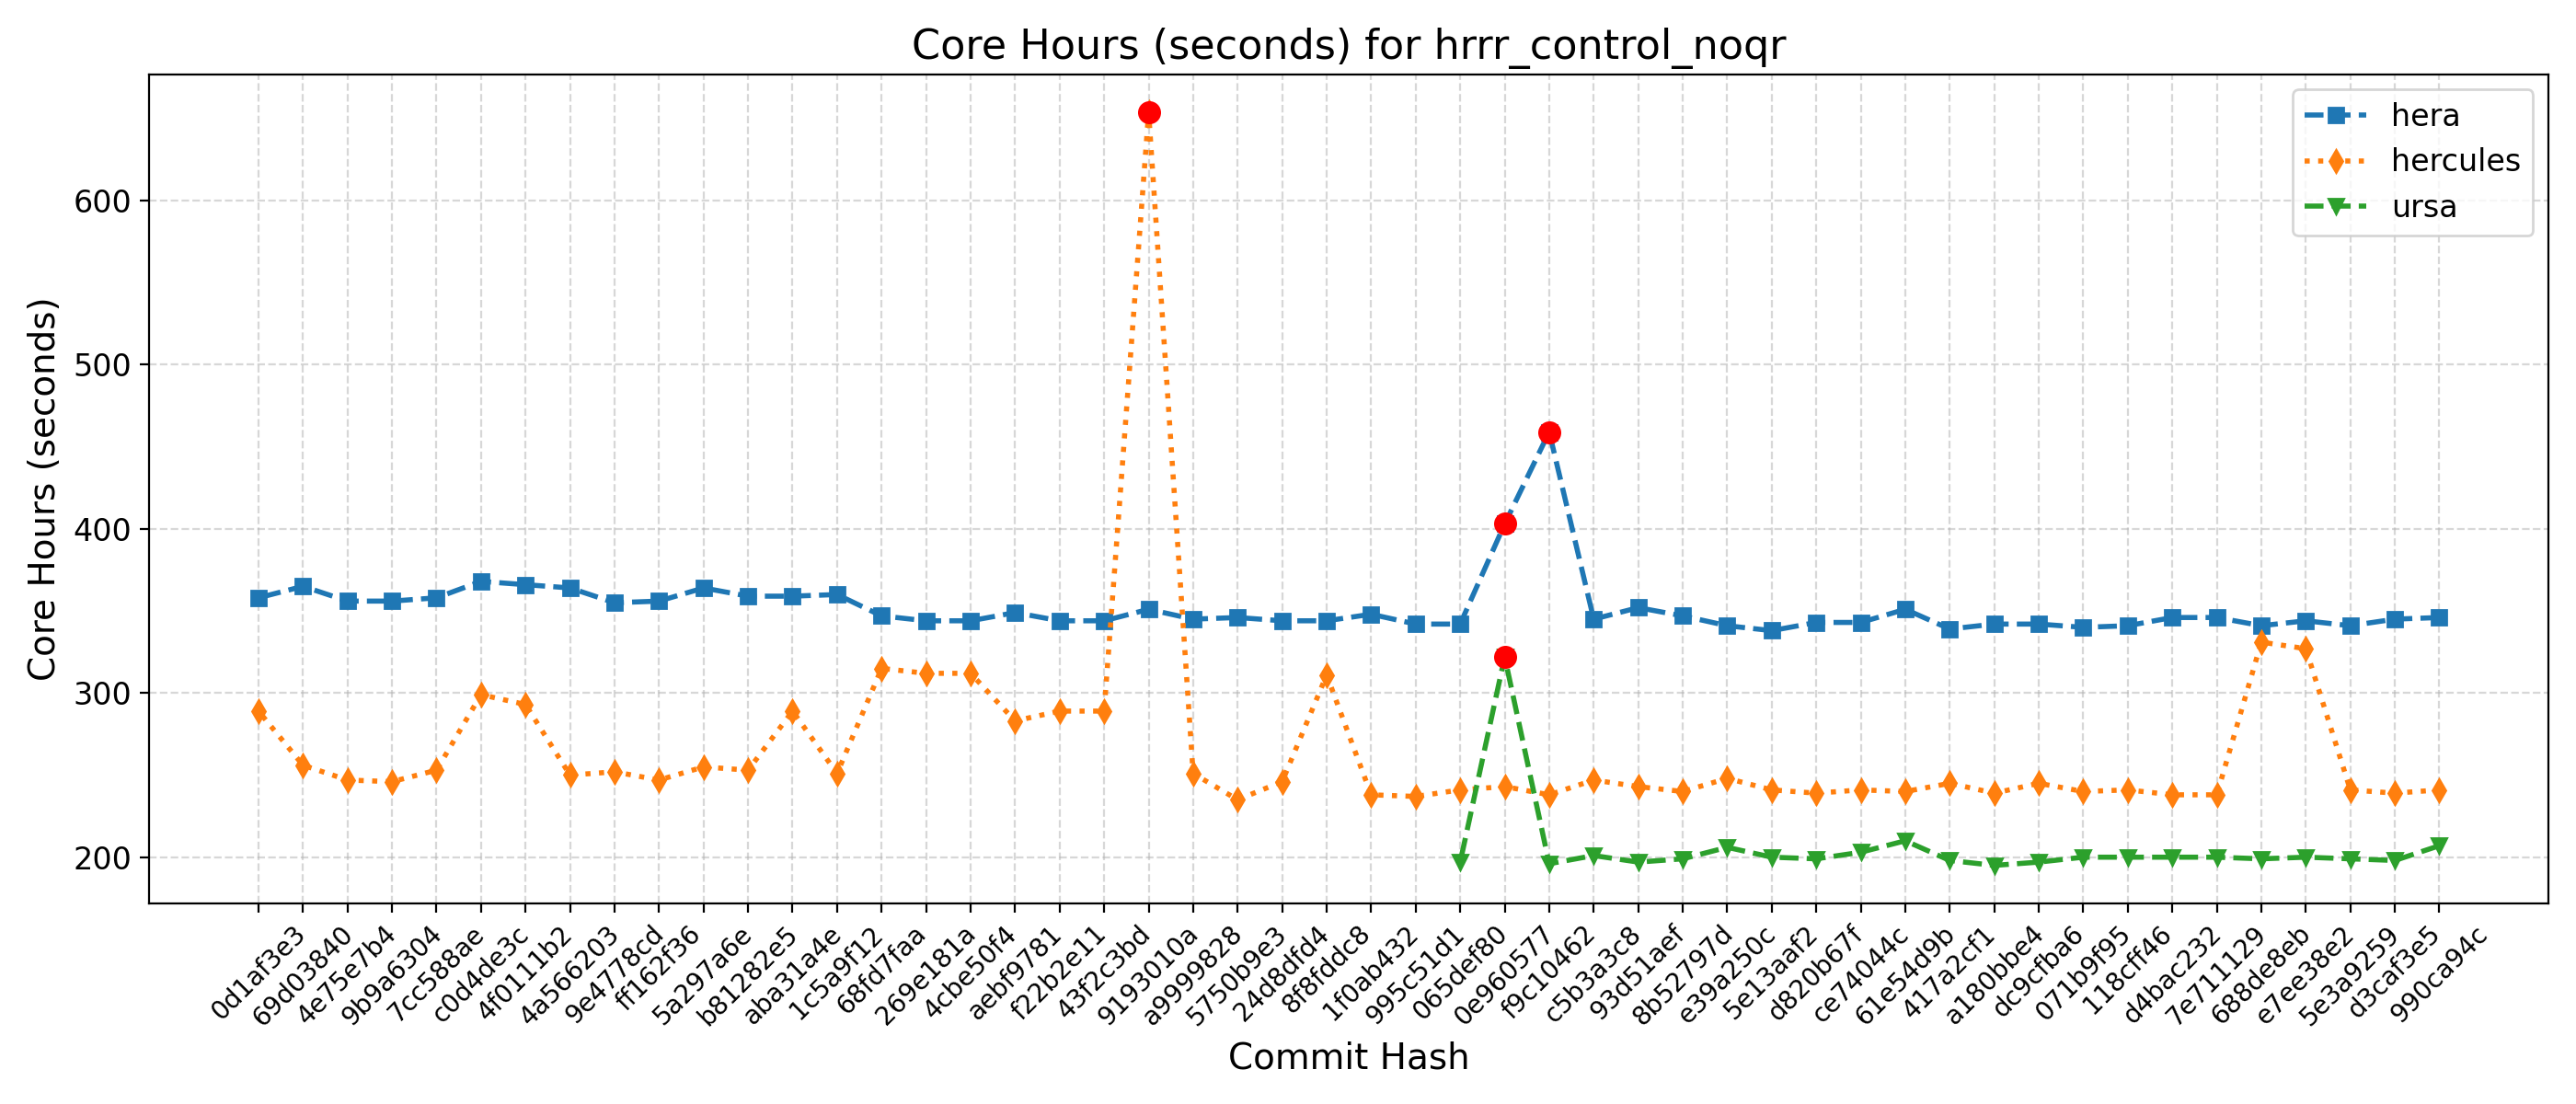 Core Hours (seconds) for hrrr_control_noqr
hera
hercules
ursa
Core Hours (seconds)
600
500
400
300
200
0d1af3e3
69d03840
4e75e7b4
9b9a6304
7cc588ae
c0d4de3c
4f0111b2
4a566203
9e4778cd
ff162f36
5a297a6e
b81282e5
aba31a4e
1c5a9f12
68fd7faa
269e181a
4cbe50f4
aebf9781
f22b2e11
43f2c3bd
9193010a
a9999828
5750b9e3
24d8dfd4
8f8fddc8
1f0ab432
995c51d1
065def80
0e960577
f9c10462
c5b3a3c8
93d51aef
8b52797d
e39a250c
5e13aaf2
d820b67f
ce74044c
61e54d9b
417a2cf1
a180bbe4
dc9cfba6
071b9f95
118cff46
d4bac232
7e711129
688de8eb
e7ee38e2
5e3a9259
d3caf3e5
990ca94c
Commit Hash